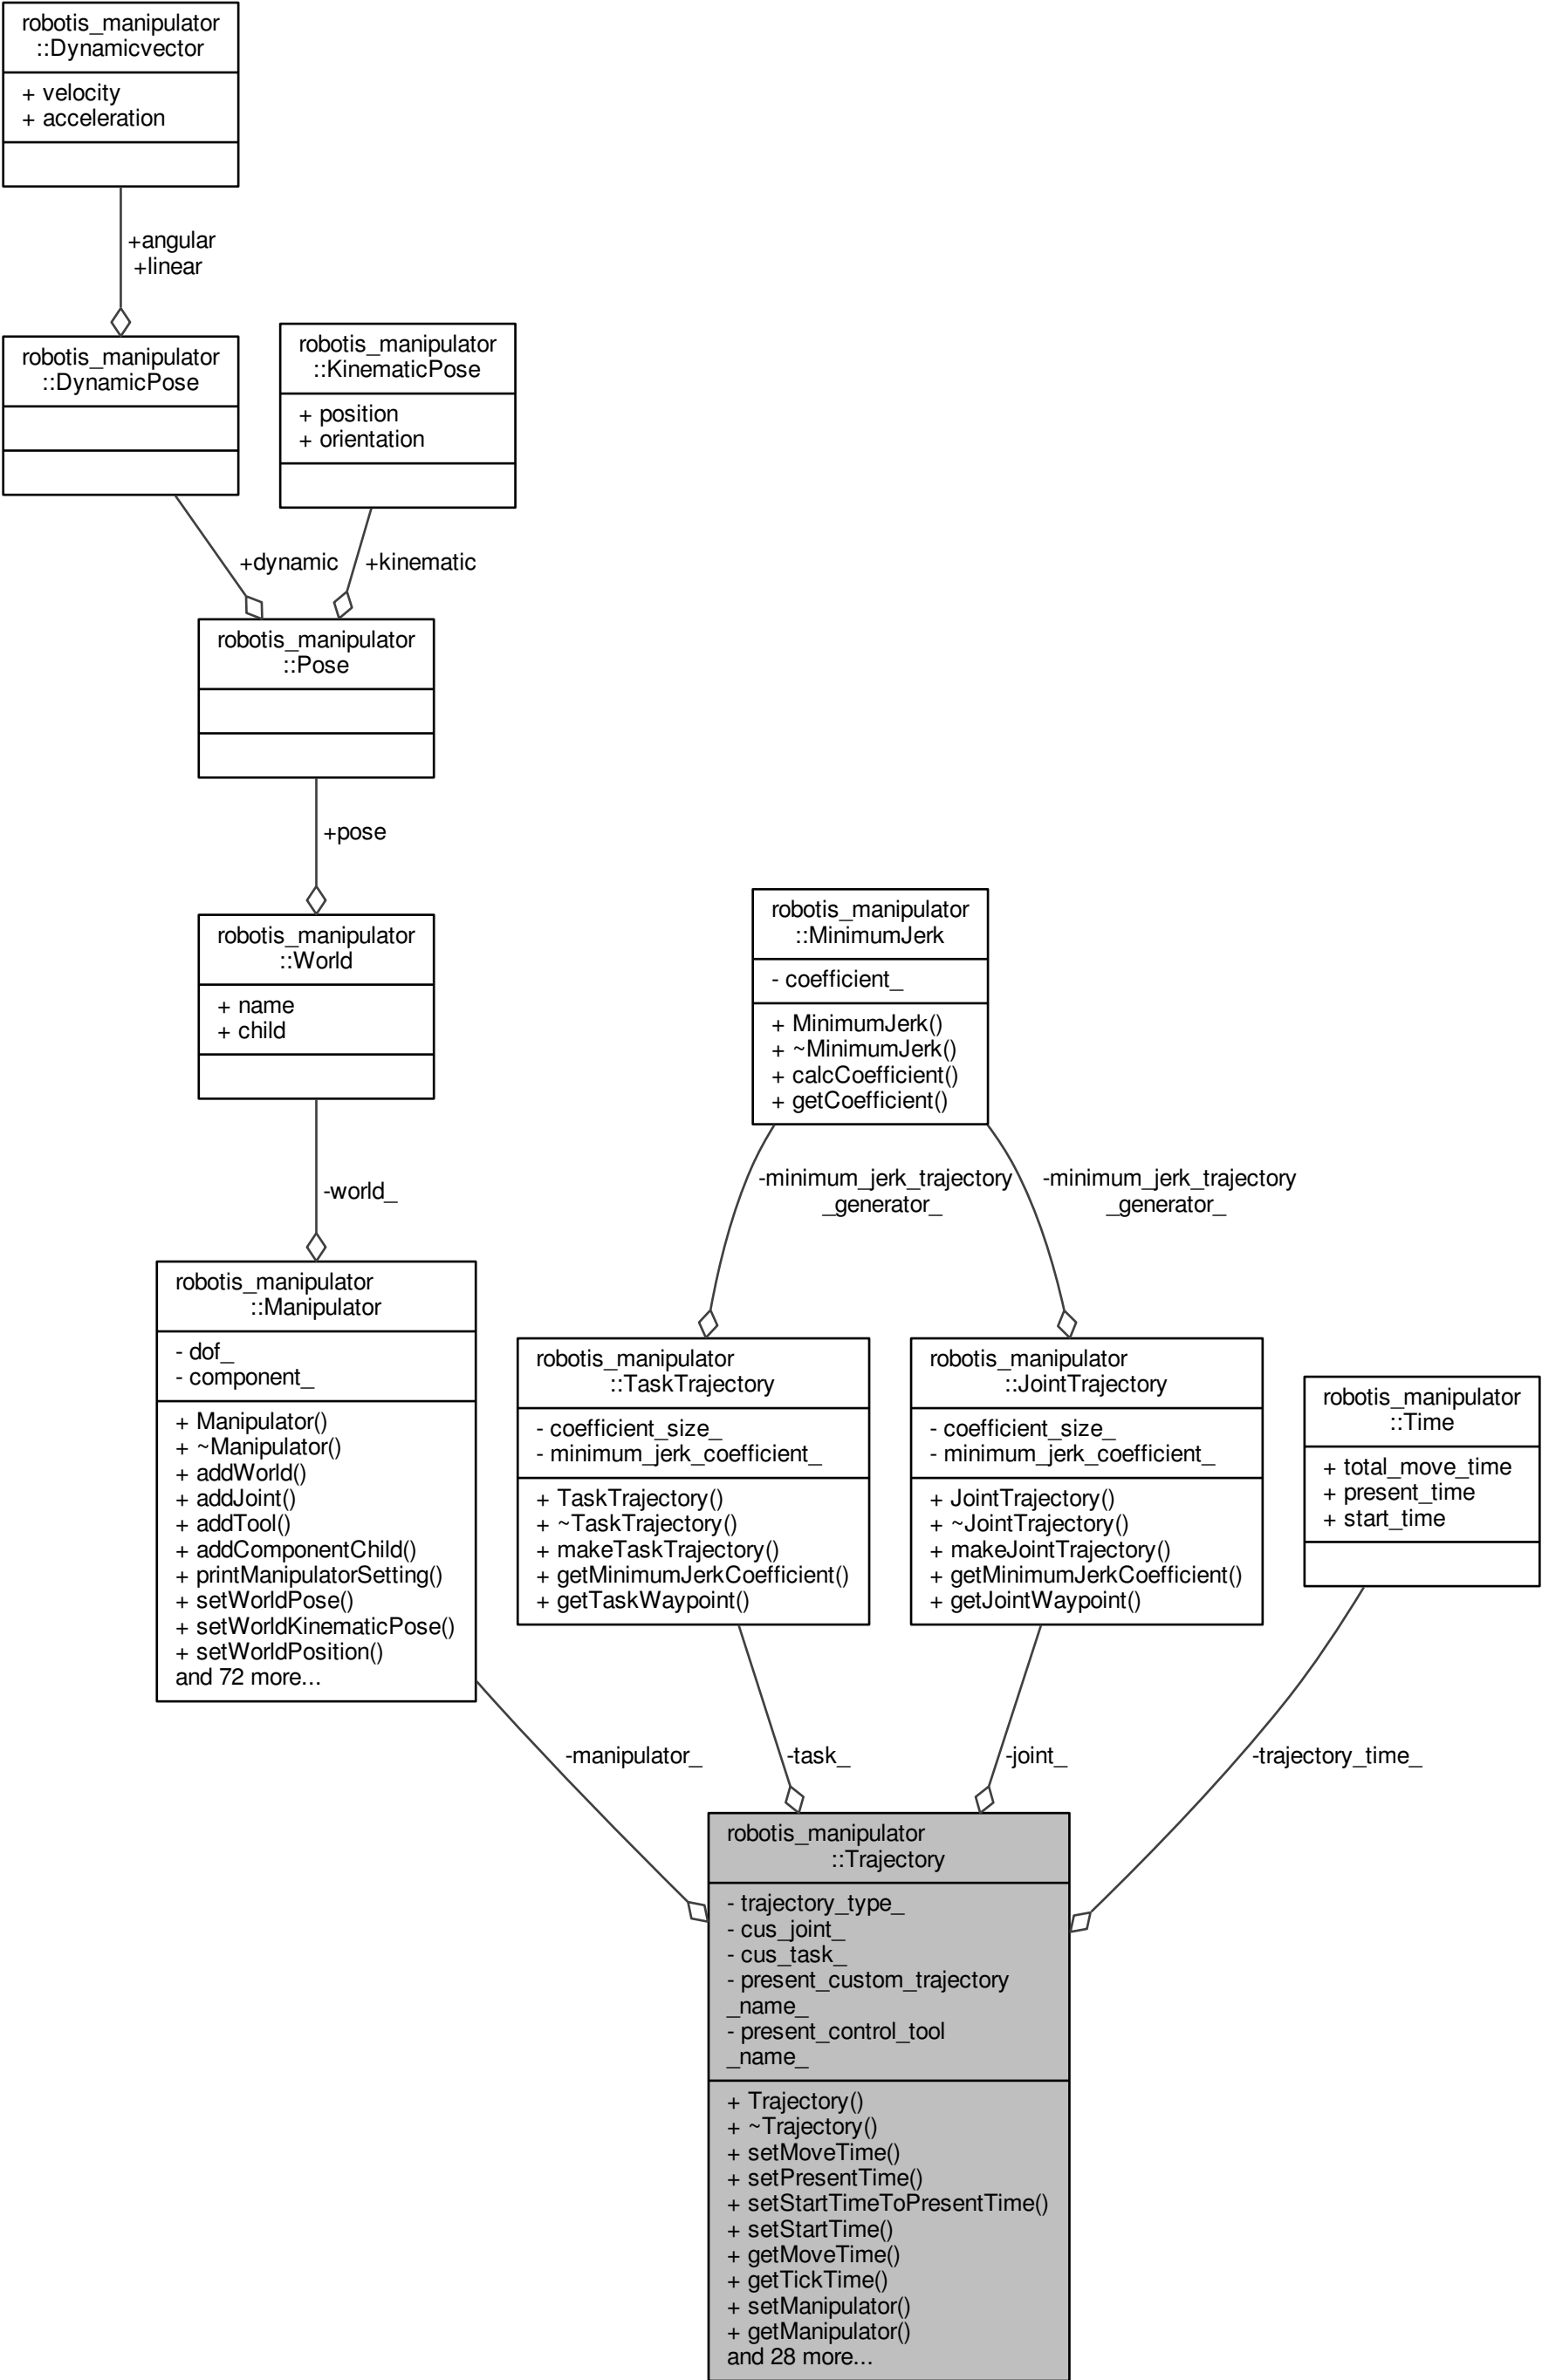 robotis_manipulator
::Dynamicvector
+ velocity
+ acceleration
+angular
+linear
robotis_manipulator
::DynamicPose
robotis_manipulator
::KinematicPose
+ position
+ orientation
+dynamic
+kinematic
robotis_manipulator
::Pose
+pose
robotis_manipulator
::World
+ name
+ child
-world_
robotis_manipulator
::MinimumJerk
- coefficient_
+ MinimumJerk()
+ ~MinimumJerk()
+ calcCoefficient()
+ getCoefficient()
-minimum_jerk_trajectory
_generator_
-minimum_jerk_trajectory
_generator_
robotis_manipulator
::Manipulator
- dof_
- component_
+ Manipulator()
+ ~Manipulator()
+ addWorld()
+ addJoint()
+ addTool()
+ addComponentChild()
+ printManipulatorSetting()
+ setWorldPose()
+ setWorldKinematicPose()
+ setWorldPosition()
and 72 more...
robotis_manipulator
::TaskTrajectory
- coefficient_size_
- minimum_jerk_coefficient_
+ TaskTrajectory()
+ ~TaskTrajectory()
+ makeTaskTrajectory()
+ getMinimumJerkCoefficient()
+ getTaskWaypoint()
robotis_manipulator
::JointTrajectory
- coefficient_size_
- minimum_jerk_coefficient_
+ JointTrajectory()
+ ~JointTrajectory()
+ makeJointTrajectory()
+ getMinimumJerkCoefficient()
+ getJointWaypoint()
robotis_manipulator
::Time
+ total_move_time
+ present_time
+ start_time
-manipulator_
-task_
-joint_
-trajectory_time_
robotis_manipulator
::Trajectory
- trajectory_type_
- cus_joint_
- cus_task_
- present_custom_trajectory
_name_
- present_control_tool
_name_
+ Trajectory()
+ ~Trajectory()
+ setMoveTime()
+ setPresentTime()
+ setStartTimeToPresentTime()
+ setStartTime()
+ getMoveTime()
+ getTickTime()
+ setManipulator()
+ getManipulator()
and 28 more...